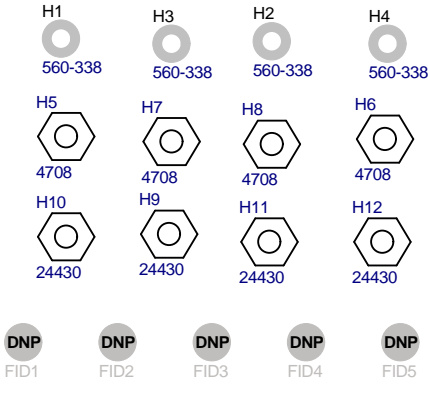 H1 H3 H2 H4
560-338 560-338 560-338 560-338
H5 H7 H8 H6
4708 4708 4708 4708
H10 H9 H11 H12
24430 24430 24430 24430
DNP DNP DNP DNP DNP
FID1 FID2 FID3 FID4 FID5